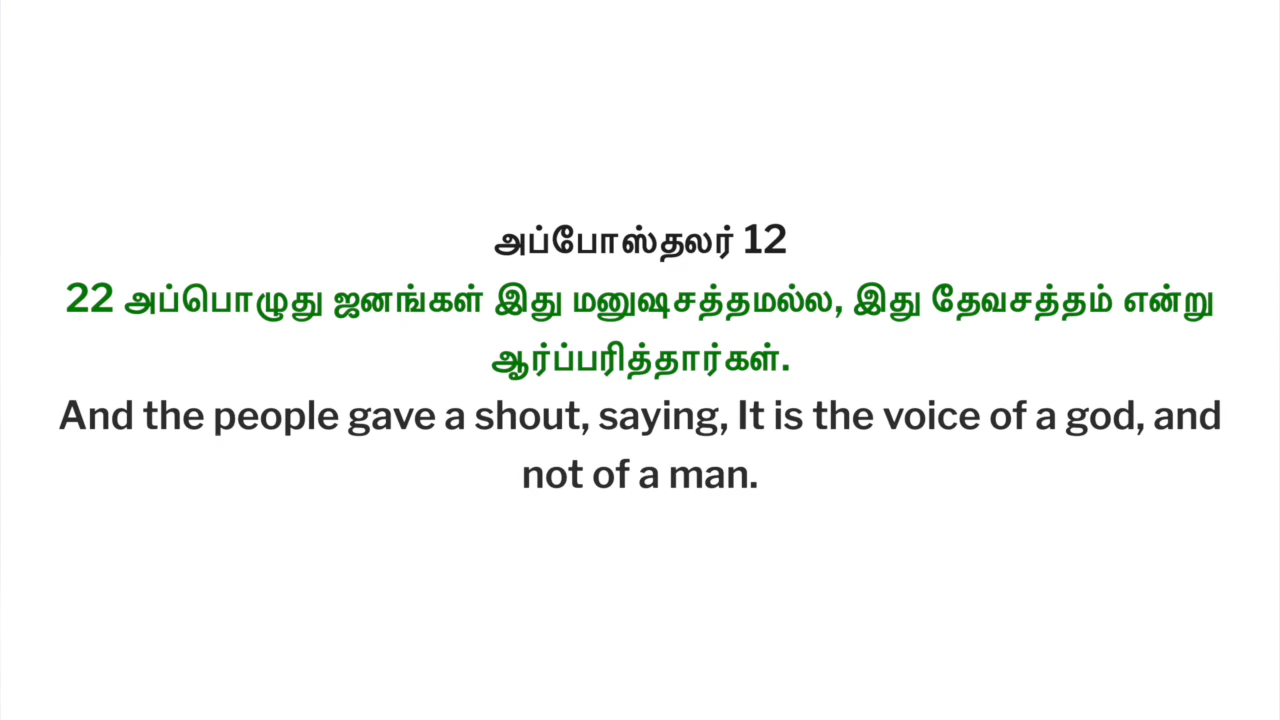 அப்போஸ்தலர் 12
22 அப்பொழுது ஜனங்கள் இது மனுஷசத்தமல்ல, இது தேவசத்தம் என்று
ஆர்ப்பரித்தார்கள்.
And the people gave a shout, saying, It is the voice of a god, and
not of a man.